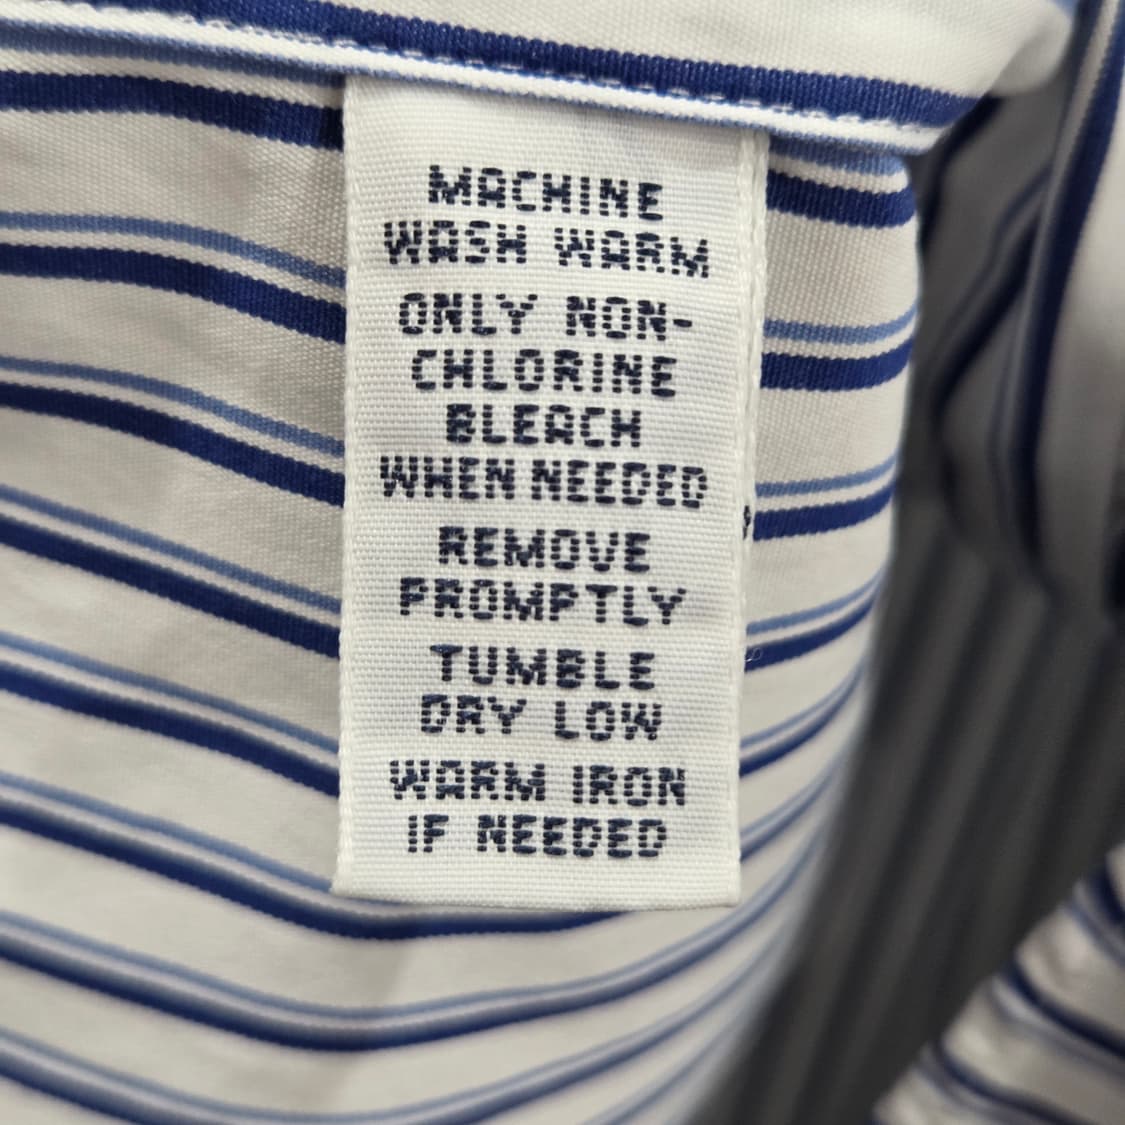 MACHINE
WASH WARM
ONLY NON-
CHLORINE
BLEACH
WHEN NEEDED
REMOVE
PROMPTLY
TUMBLE
DRY LOW
WARM IRON
IF NEEDED